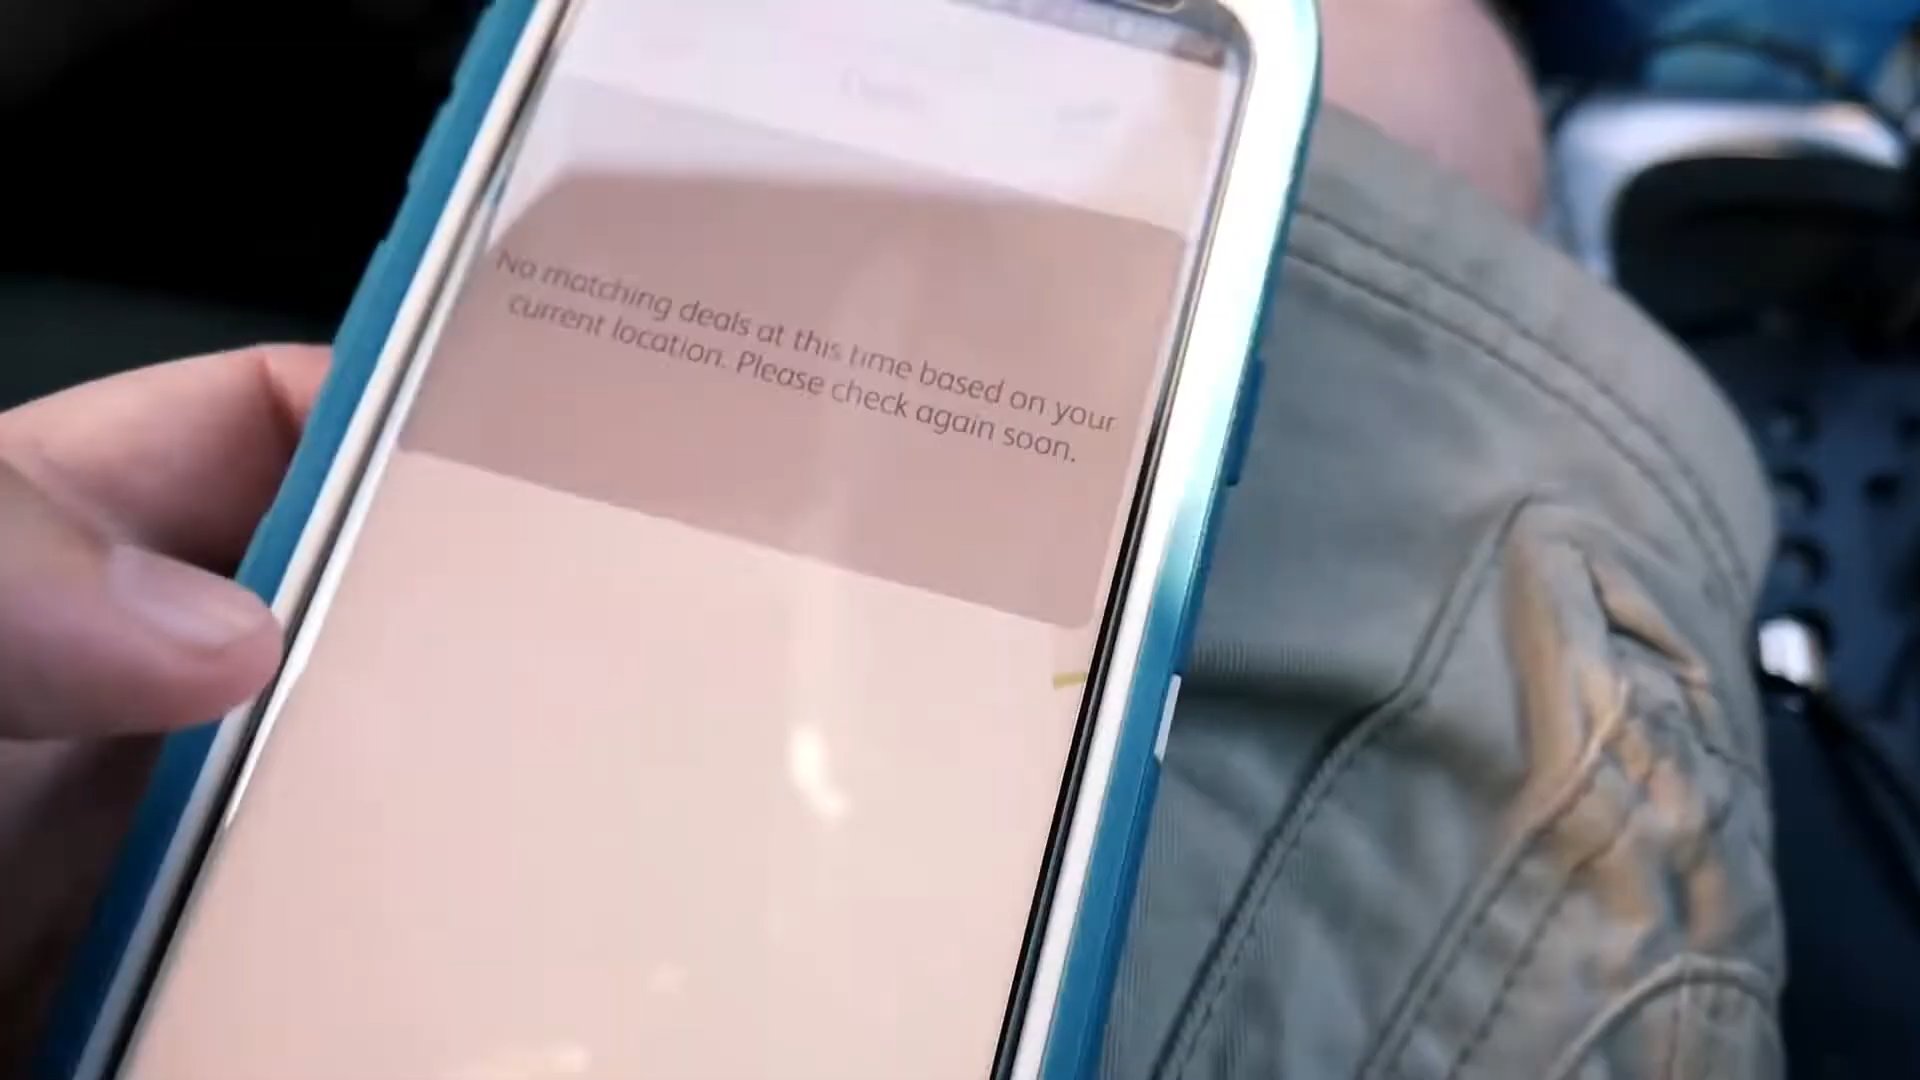 No matching deals at this time based on your
current location. Please check again soon.